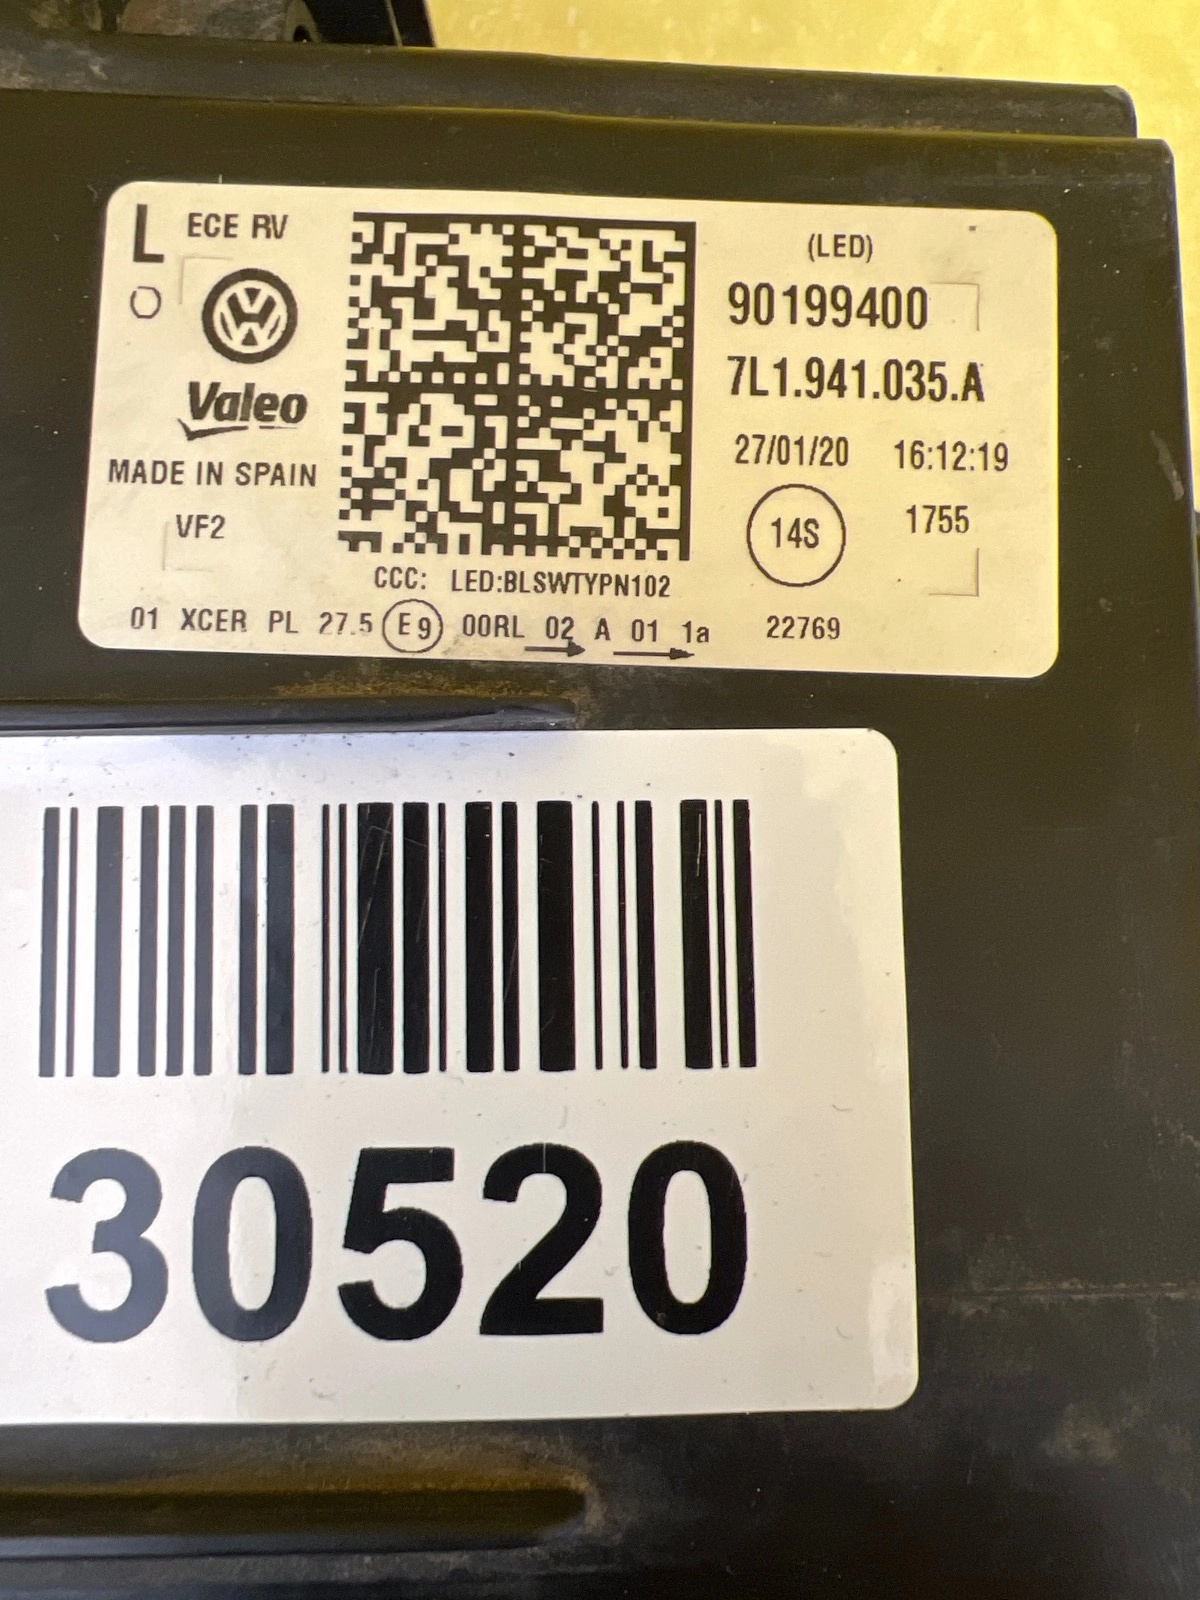 L ECE RV
Valeo
MADE IN SPAIN
VF2
(LED)
90199400
7L1.941.035.A
27/01/20 16:12:19
14S 1755
CCC: LED:BLSWTYPN102
01 XCER PL 27.5 E9 00RL 02 A 01 1a 22769
30520